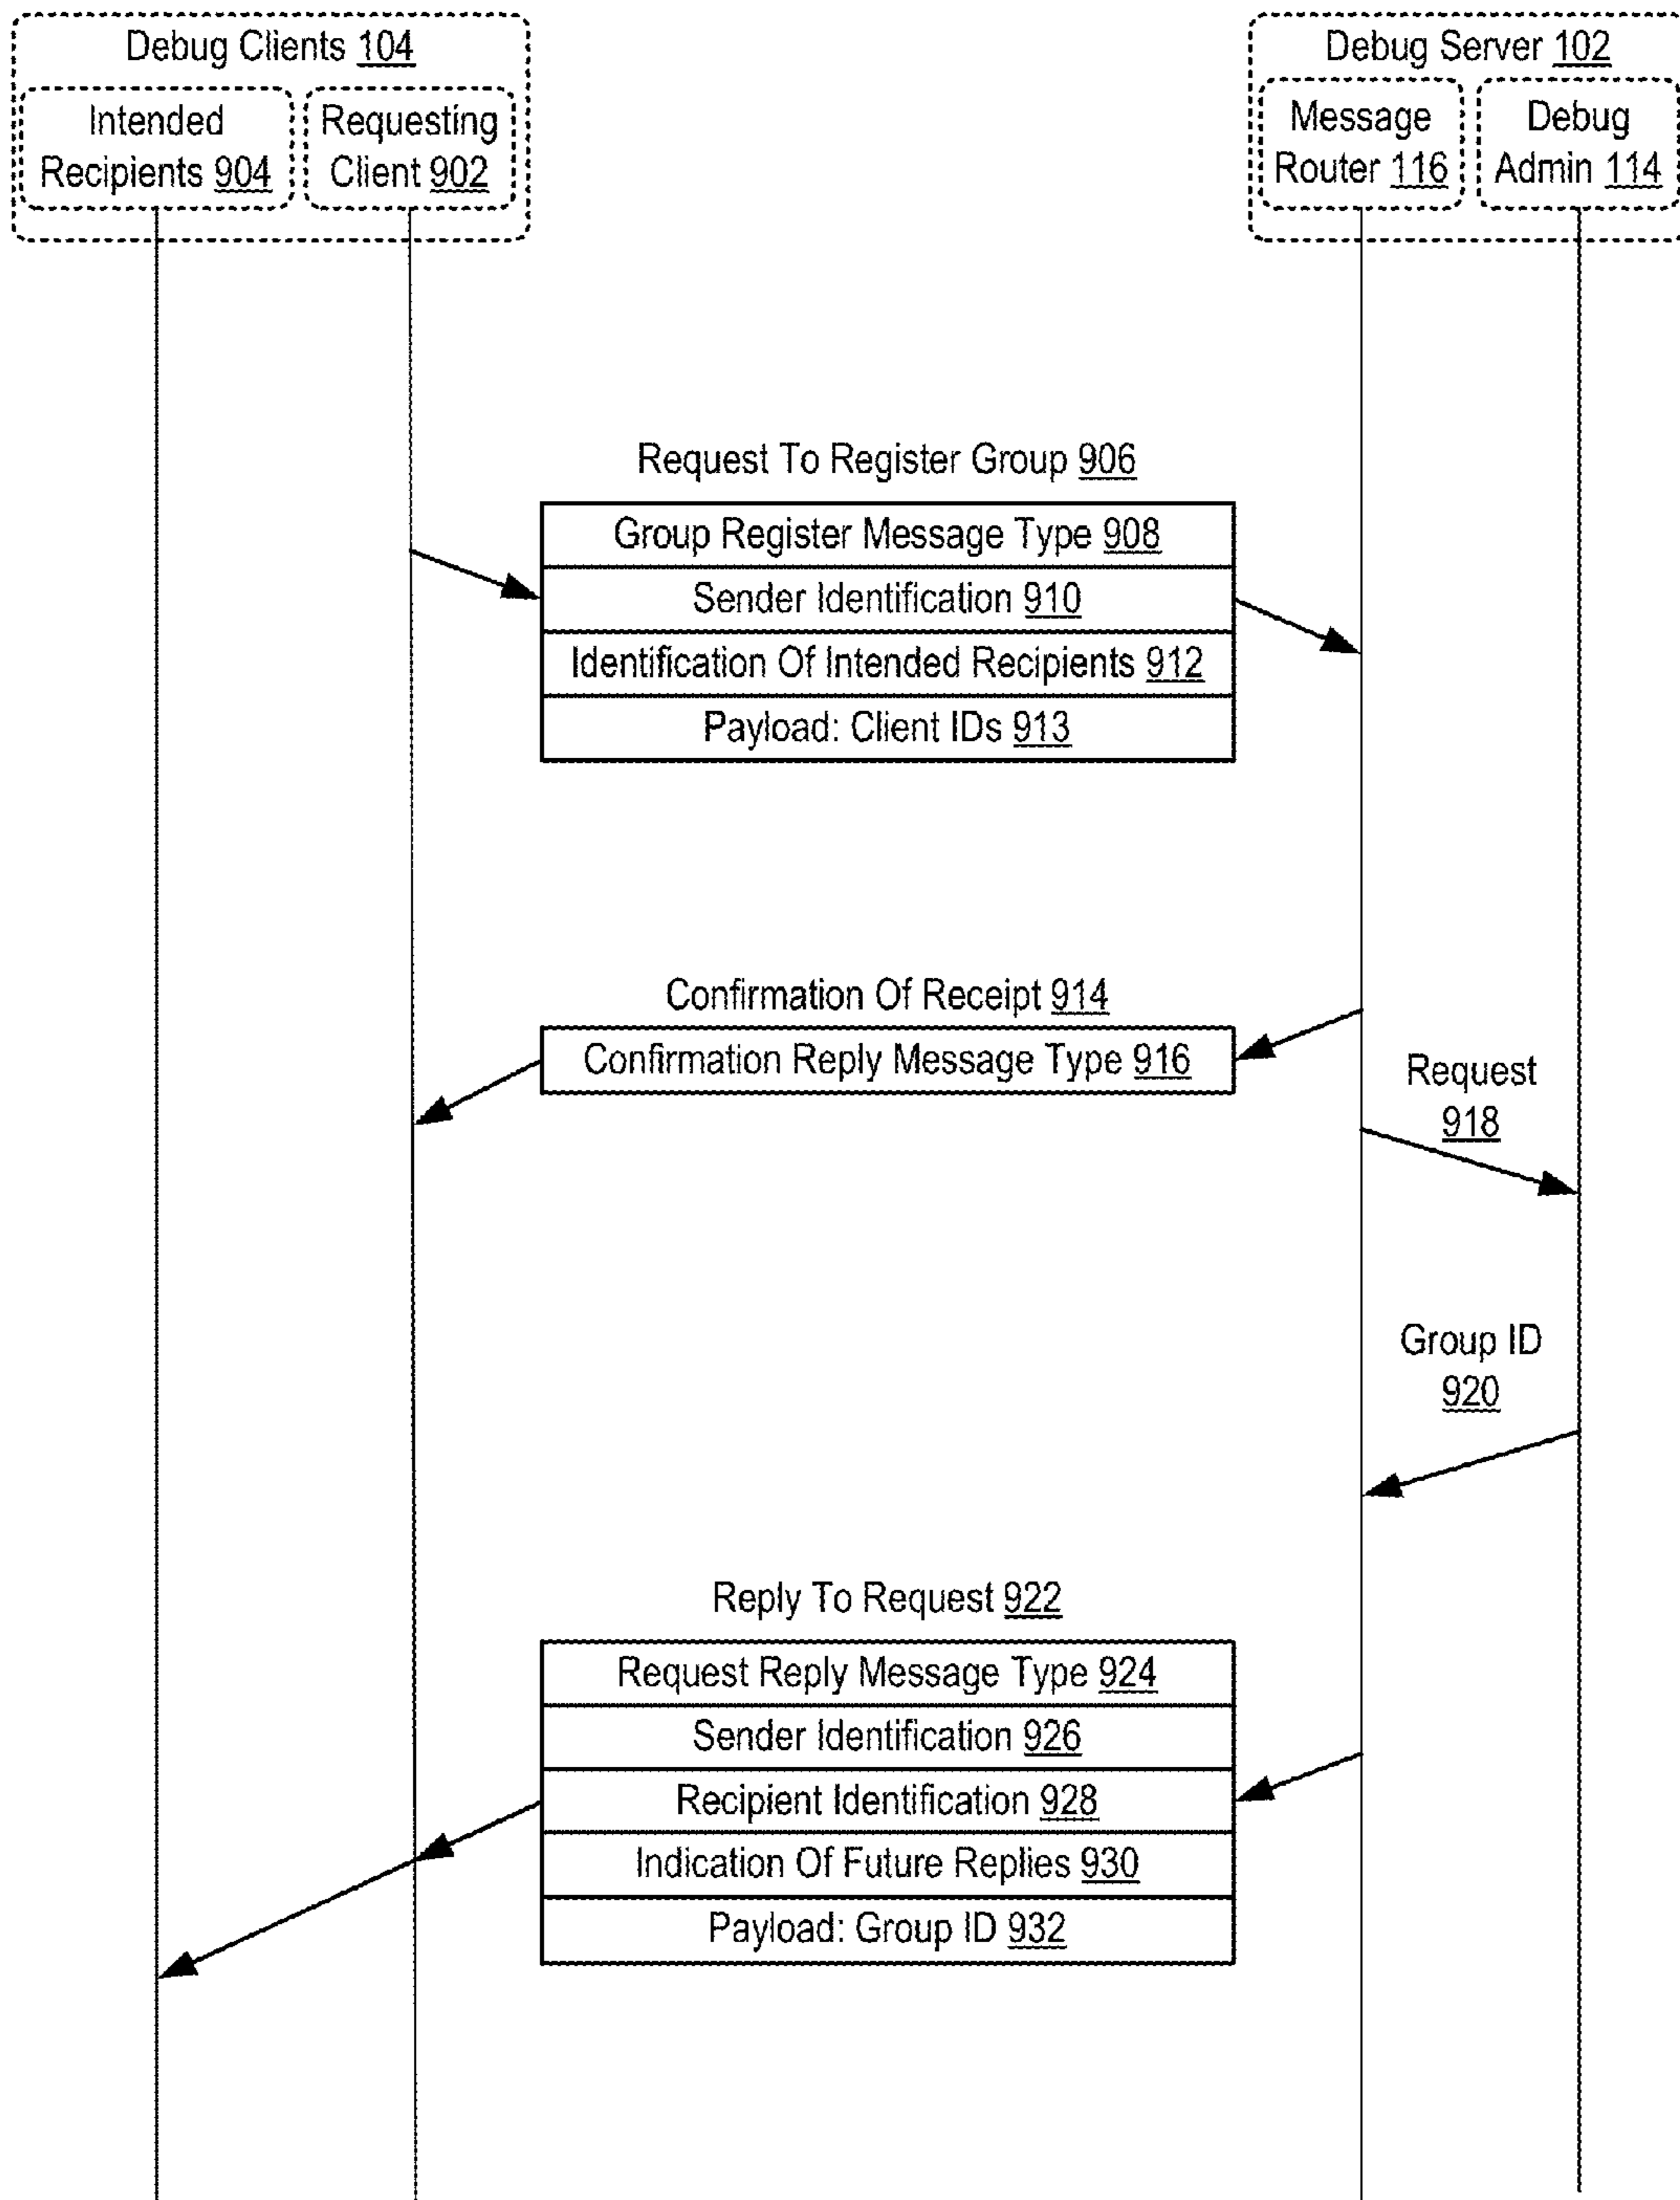 Debug Clients 104
Intended
Recipients 904
Requesting
Client 902
Debug Server 102
Message
Router 116
Debug
Admin 114
Request To Register Group 906
Group Register Message Type 908
Sender Identification 910
Identification Of Intended Recipients 912
Payload: Client IDs 913
Confirmation Of Receipt 914
Confirmation Reply Message Type 916
Request
918
Group ID
920
Reply To Request 922
Request Reply Message Type 924
Sender Identification 926
Recipient Identification 928
Indication Of Future Replies 930
Payload: Group ID 932